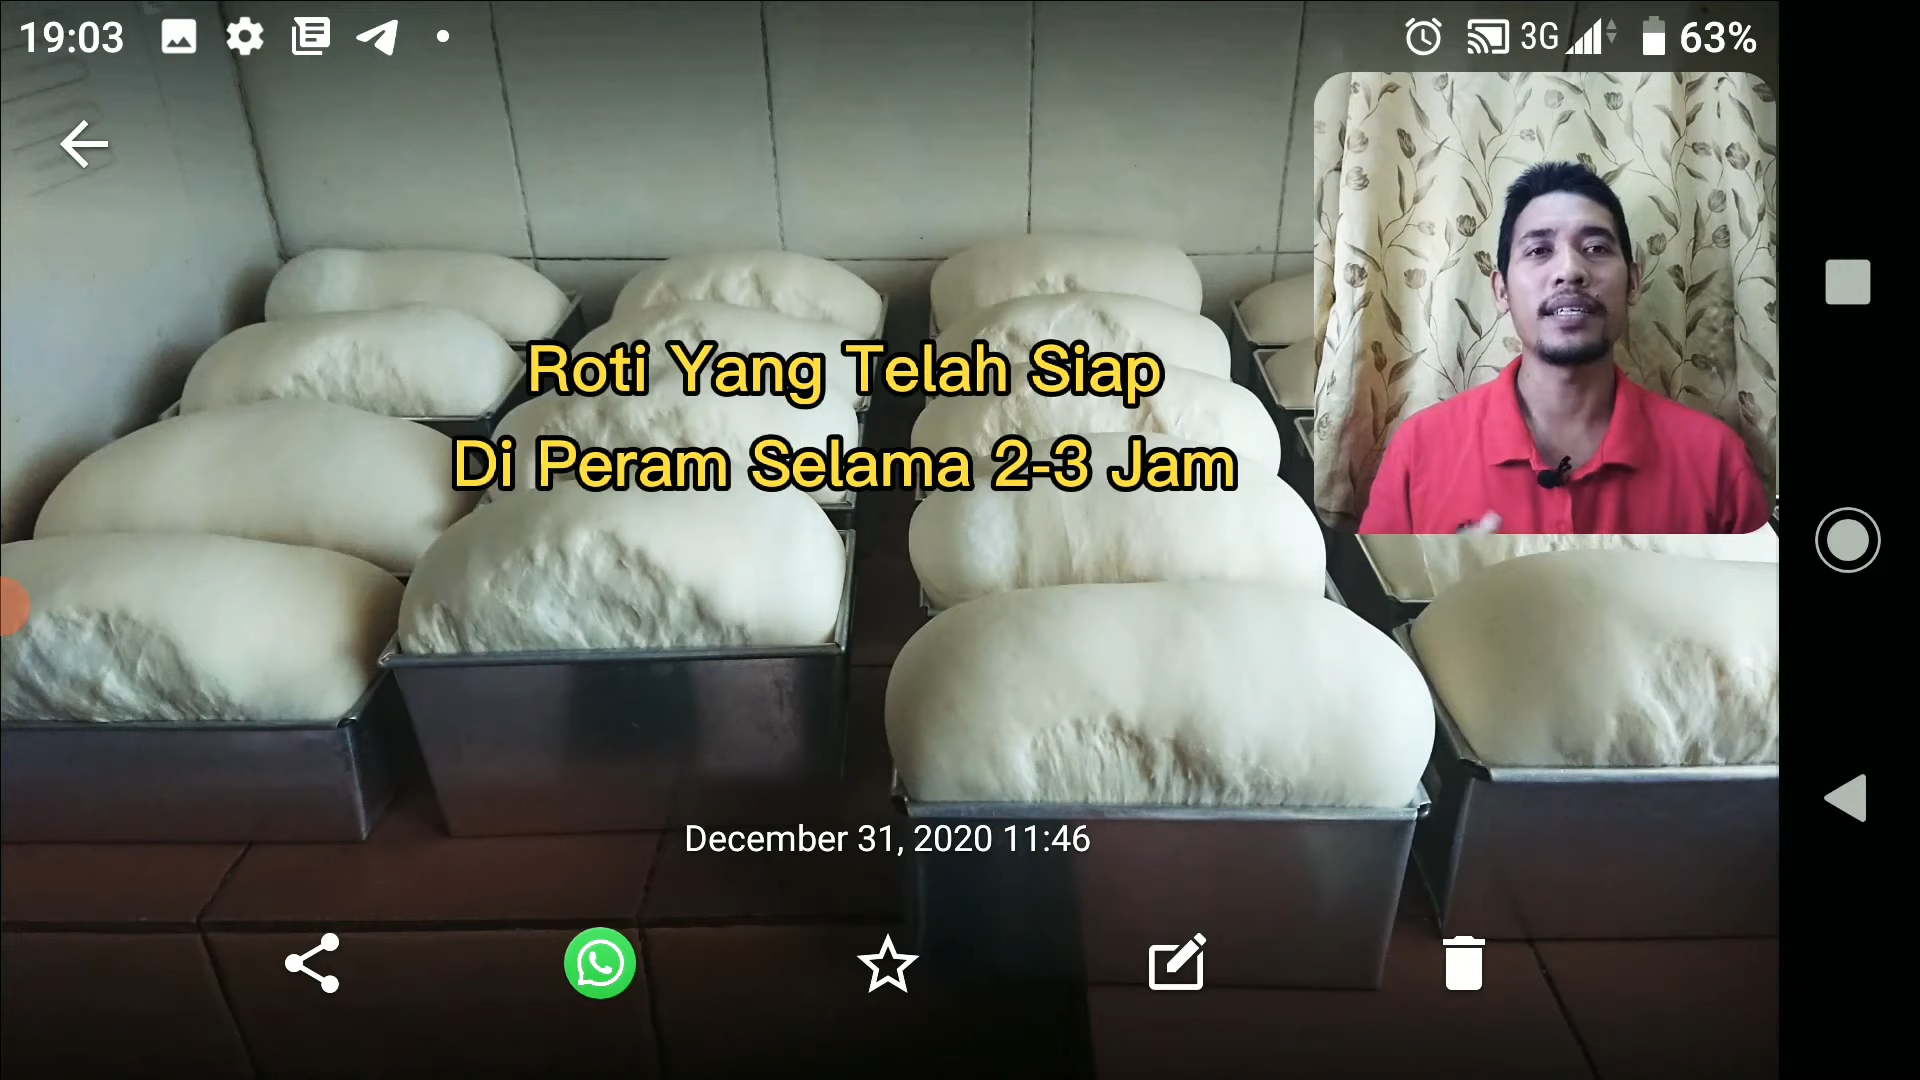 19:03
3G
63%
Roti Yang Telah Siap
Di Peram Selama 2-3 Jam
December 31, 2020 11:46